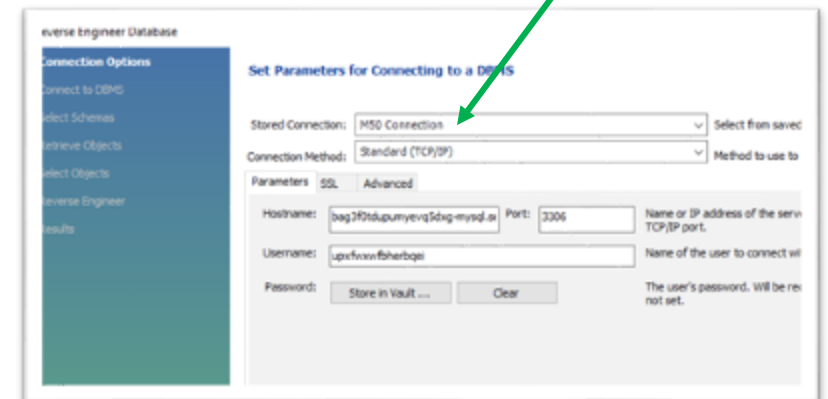 everse Engineer Database
Connection Options
onnect to DBMS
elect Schemas
etrieve Objects
elect Objects
everse Engineer
esults
Set Parameters for Connecting to a DBMS
Stored Connection: M50 Connection Select from saved
Connection Method: Standard (TCP/IP) Method to use to
Parameters SSL Advanced
Hostname: Port: 3306 Name or IP address of the serv
TCP/IP port.
Username: Name of the user to connect wi
Password: Store in Vault .... Clear The user's password. Will be re
not set.